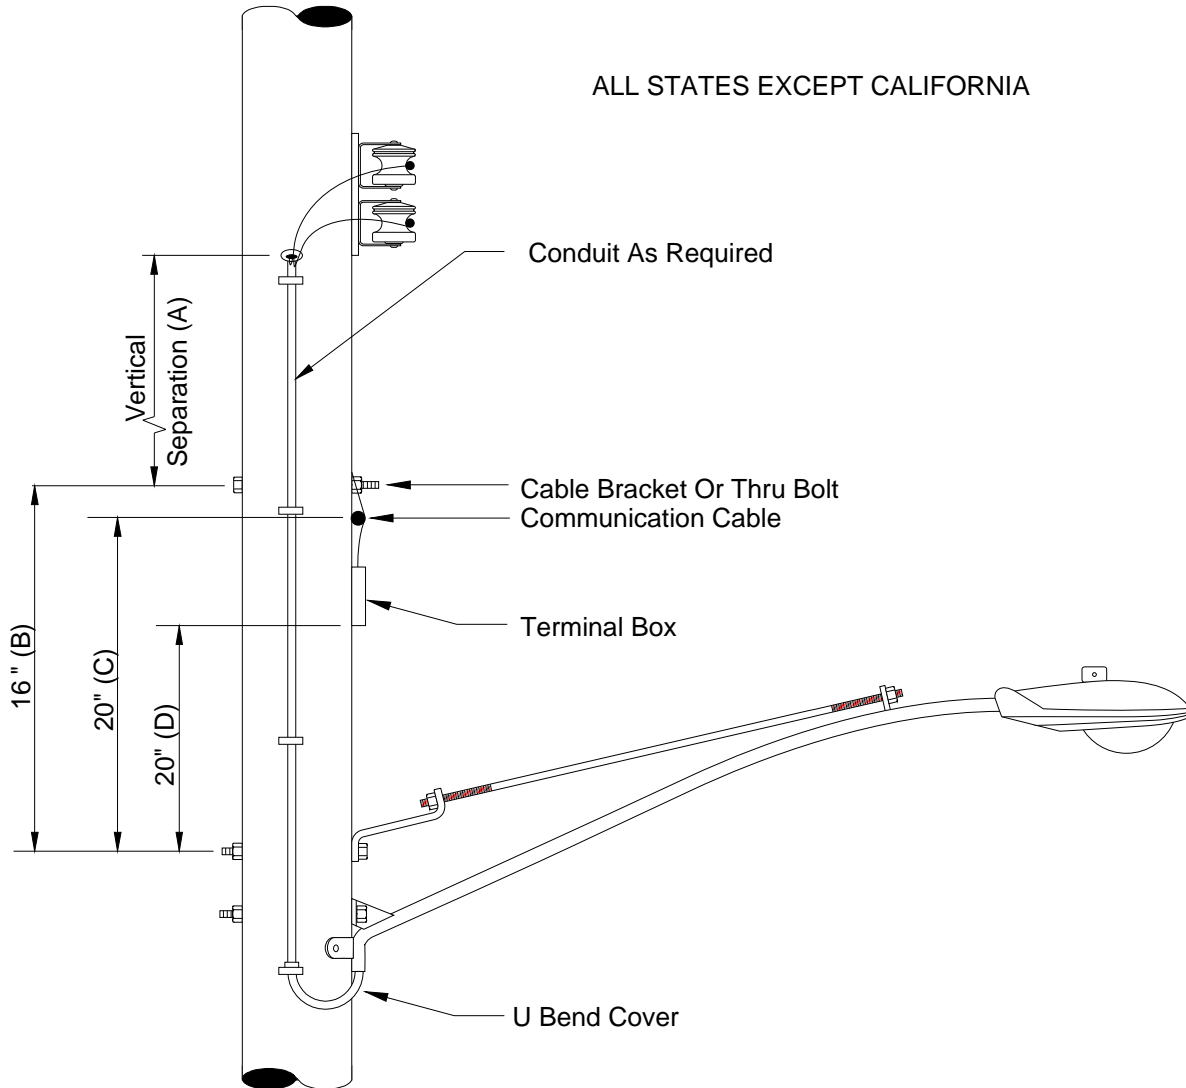 ALL STATES EXCEPT CALIFORNIA
Conduit As Required
Vertical
Separation (A)
Cable Bracket Or Thru Bolt
Communication Cable
Terminal Box
16 " (B)
20" (C)
20" (D)
U Bend Cover